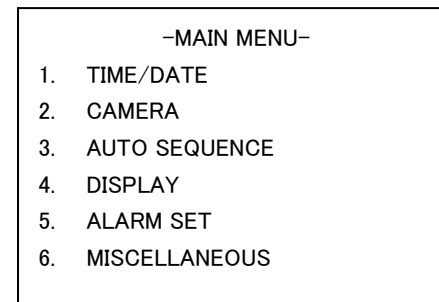 -MAIN MENU-
1. TIME/DATE
2. CAMERA
3. AUTO SEQUENCE
4. DISPLAY
5. ALARM SET
6. MISCELLANEOUS